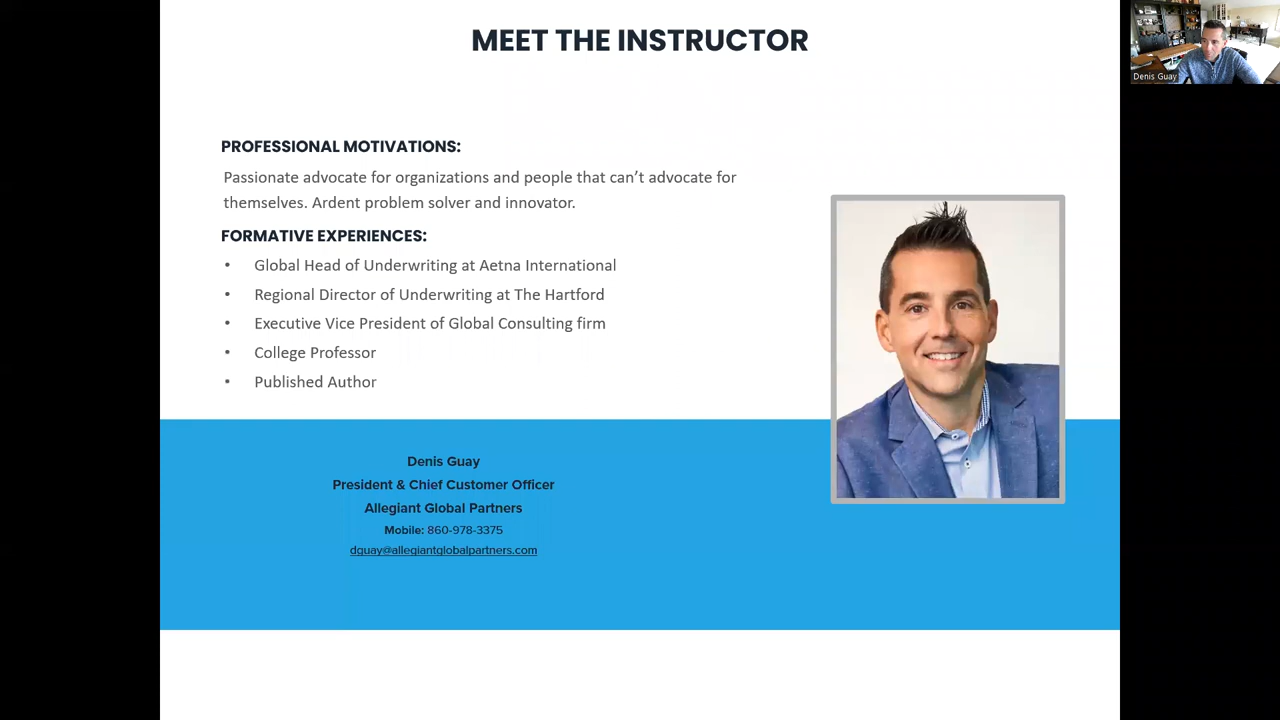 MEET THE INSTRUCTOR
Denis Guay
PROFESSIONAL MOTIVATIONS:
Passionate advocate for organizations and people that can’t advocate for
themselves. Ardent problem solver and innovator.
FORMATIVE EXPERIENCES:
• Global Head of Underwriting at Aetna International
• Regional Director of Underwriting at The Hartford
• Executive Vice President of Global Consulting firm
• College Professor
• Published Author
Denis Guay
President & Chief Customer Officer
Allegiant Global Partners
Mobile: 860-978-3375
dguay@allegiantglobalpartners.com